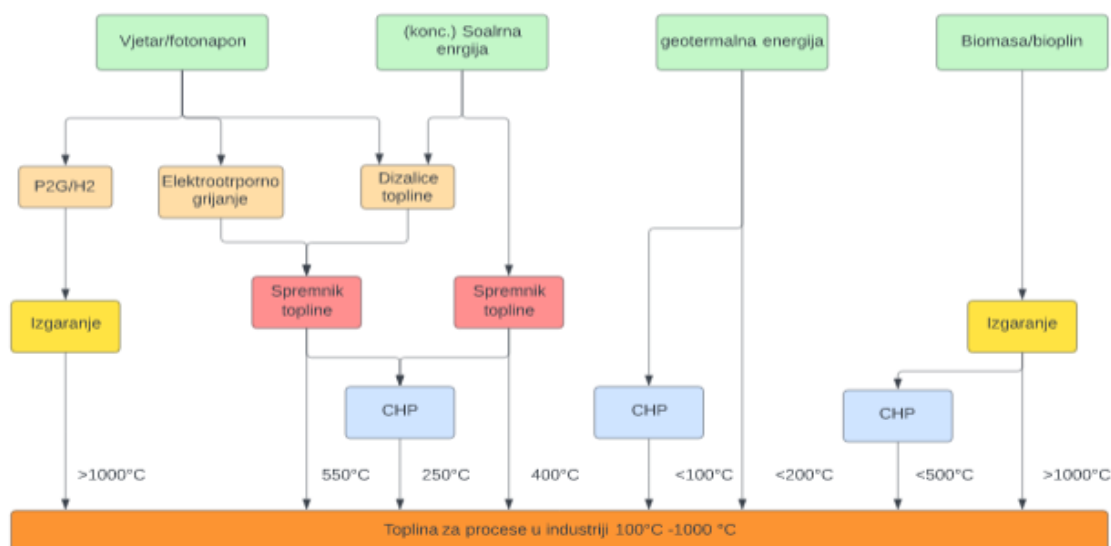 Vjetar/fotonapon
(konc.) Soalrna
enrgija
geotermalna energija
Biomasa/bioplin
P2G/H2
Elektrootrporno
grijanje
Dizalice
topline
Spremnik
topline
Spremnik
topline
Izgaranje
Izgaranje
CHP
CHP
CHP
>1000°C
550°C
250°C
400°C
<100°C
<200°C
<500°C
>1000°C
Toplina za procese u industriji 100°C -1000 °C